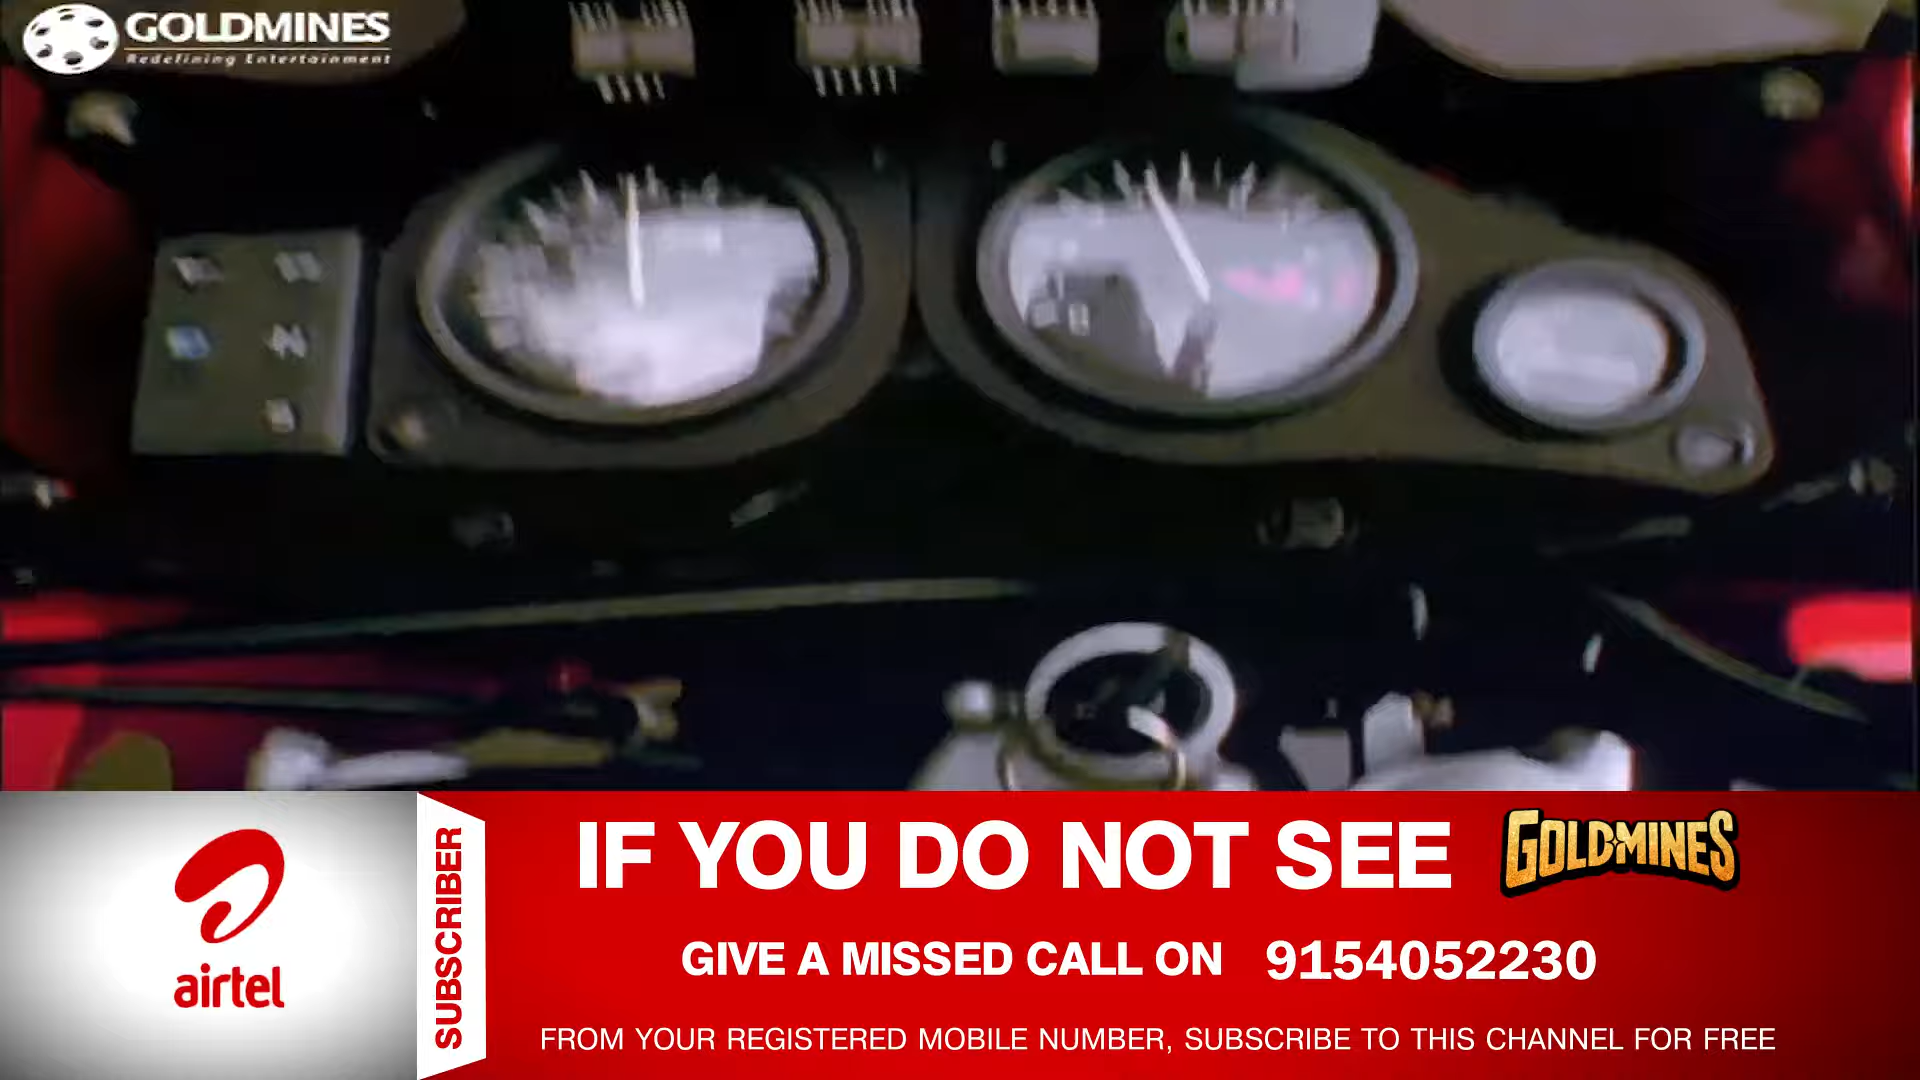 GOLDMINES
Redefining Entertainment
airtel
SUBSCRIBER
IF YOU DO NOT SEE GOLDMINES
GIVE A MISSED CALL ON 9154052230
FROM YOUR REGISTERED MOBILE NUMBER, SUBSCRIBE TO THIS CHANNEL FOR FREE